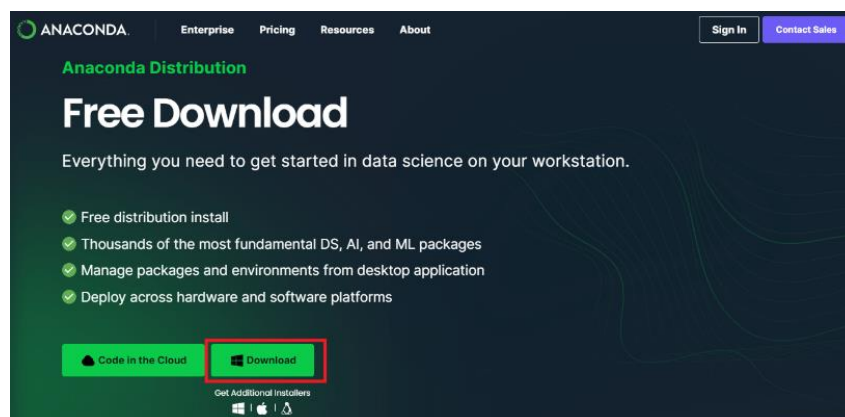 ANACONDA. Enterprise Pricing Resources About Sign In Contact Sales
Anaconda Distribution
Free Download
Everything you need to get started in data science on your workstation.
Free distribution install
Thousands of the most fundamental DS, AI, and ML packages
Manage packages and environments from desktop application
Deploy across hardware and software platforms
Code in the Cloud Download
Get Additional Installers